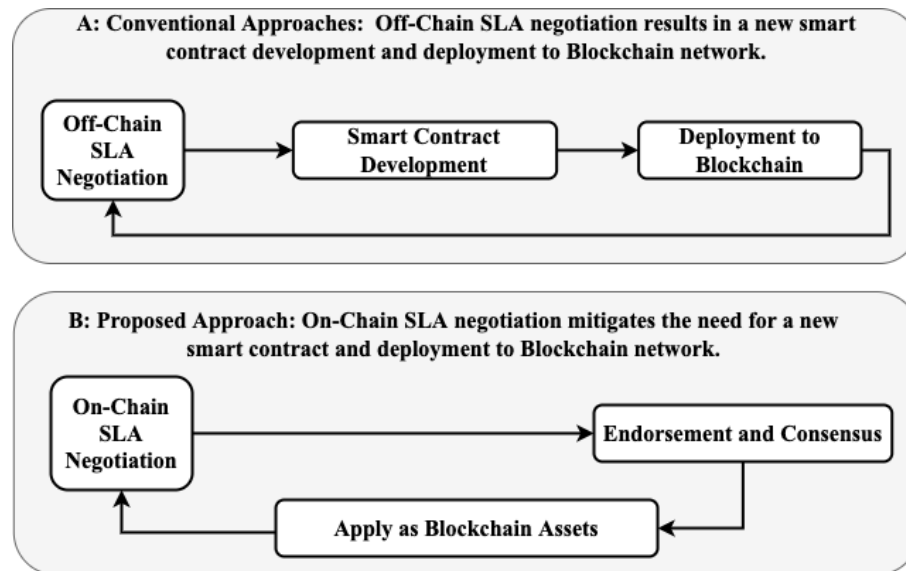 A: Conventional Approaches:  Off-Chain SLA negotiation results in a new smart
contract development and deployment to Blockchain network.
Off-Chain
SLA
Negotiation
Smart Contract
Development
Deployment to
Blockchain
B: Proposed Approach: On-Chain SLA negotiation mitigates the need for a new
smart contract and deployment to Blockchain network.
On-Chain
SLA
Negotiation
Endorsement and Consensus
Apply as Blockchain Assets